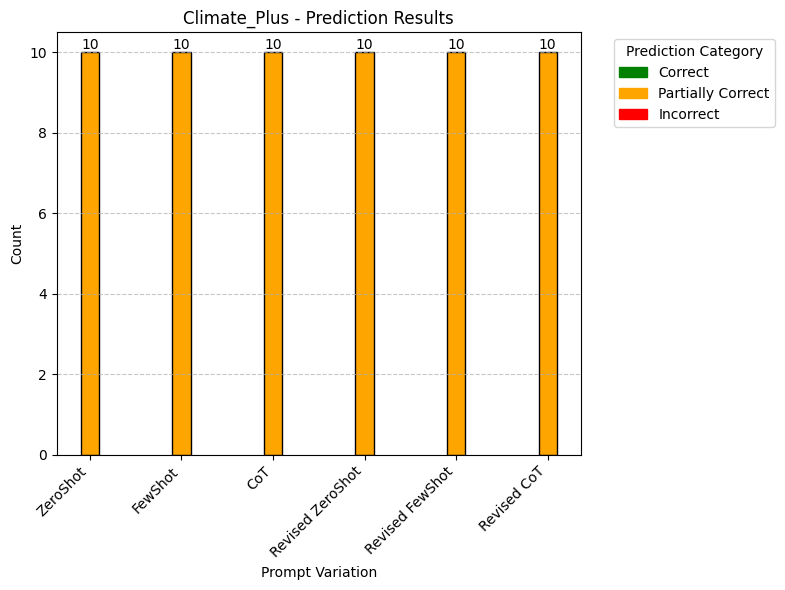 Climate_Plus - Prediction Results
10 10 10 10 10 10
10
8
6
4
2
0
Count
ZeroShot
FewShot
CoT
Revised ZeroShot
Revised FewShot
Revised CoT
Prompt Variation
Prediction Category
Correct
Partially Correct
Incorrect